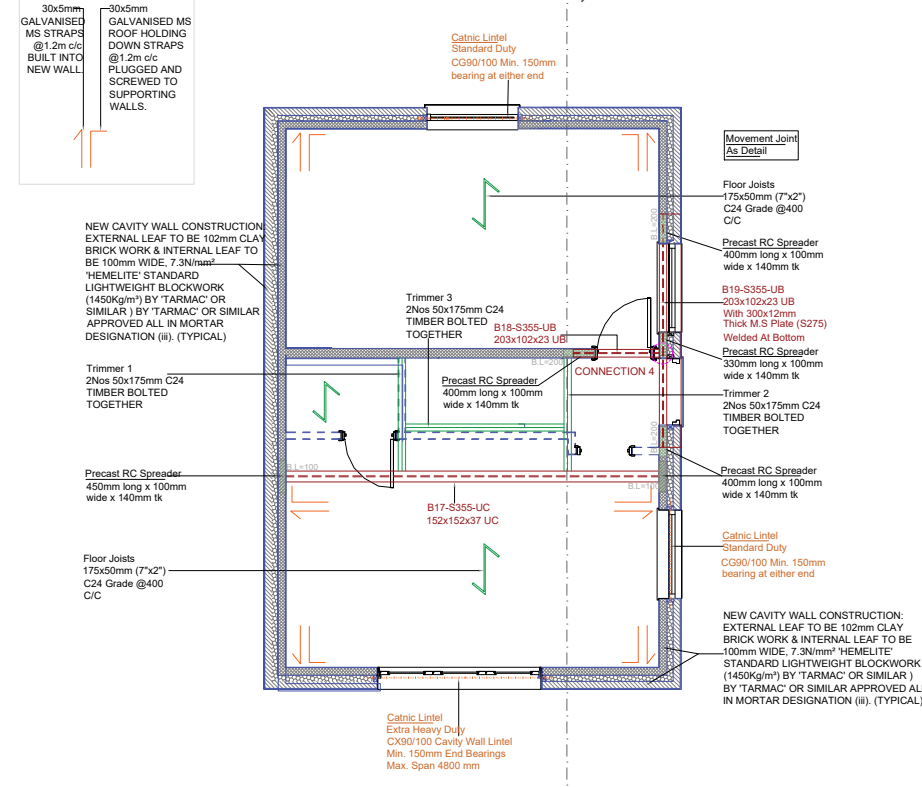 30x5mm
GALVANISED
MS STRAPS
@1.2m c/c
BUILT INTO
NEW WALL.
30x5mm
GALVANISED MS
ROOF HOLDING
DOWN STRAPS
@1.2m c/c
PLUGGED AND
SCREWED TO
SUPPORTING
WALLS.
Catnic Lintel
Standard Duty
CG90/100 Min. 150mm
bearing at either end
Movement Joint
As Detail
Floor Joists
175x50mm (7"x2")
C24 Grade @400
C/C
B.L=200
Precast RC Spreader
400mm long x 100mm
wide x 140mm tk
NEW CAVITY WALL CONSTRUCTION:
EXTERNAL LEAF TO BE 102mm CLAY
BRICK WORK & INTERNAL LEAF TO
BE 100mm WIDE, 7.3N/mm²
'HEMELITE' STANDARD
LIGHTWEIGHT BLOCKWORK
(1450Kg/m³) BY 'TARMAC' OR
SIMILAR ) BY 'TARMAC' OR SIMILAR
APPROVED ALL IN MORTAR
DESIGNATION (iii). (TYPICAL)
Trimmer 3
2Nos 50x175mm C24
TIMBER BOLTED
TOGETHER
B18-S355-UB
203x102x23 UB
B19-S355-UB
203x102x23 UB
With 300x12mm
Thick M.S Plate (S275)
Welded At Bottom
Precast RC Spreader
330mm long x 100mm
wide x 140mm tk
B.L=200
CONNECTION 4
Trimmer 1
2Nos 50x175mm C24
TIMBER BOLTED
TOGETHER
Precast RC Spreader
400mm long x 100mm
wide x 140mm tk
Trimmer 2
2Nos 50x175mm C24
TIMBER BOLTED
TOGETHER
B.L=200
Precast RC Spreader
450mm long x 100mm
wide x 140mm tk
B.L=100
B.L=100
Precast RC Spreader
400mm long x 100mm
wide x 140mm tk
B17-S355-UC
152x152x37 UC
Catnic Lintel
Standard Duty
CG90/100 Min. 150mm
bearing at either end
Floor Joists
175x50mm (7"x2")
C24 Grade @400
C/C
NEW CAVITY WALL CONSTRUCTION:
EXTERNAL LEAF TO BE 102mm CLAY
BRICK WORK & INTERNAL LEAF TO BE
100mm WIDE, 7.3N/mm² 'HEMELITE'
STANDARD LIGHTWEIGHT BLOCKWORK
(1450Kg/m³) BY 'TARMAC' OR SIMILAR )
BY 'TARMAC' OR SIMILAR APPROVED ALL
IN MORTAR DESIGNATION (iii). (TYPICAL)
Catnic Lintel
Extra Heavy Duty
CX90/100 Cavity Wall Lintel
Min. 150mm End Bearings
Max. Span 4800 mm